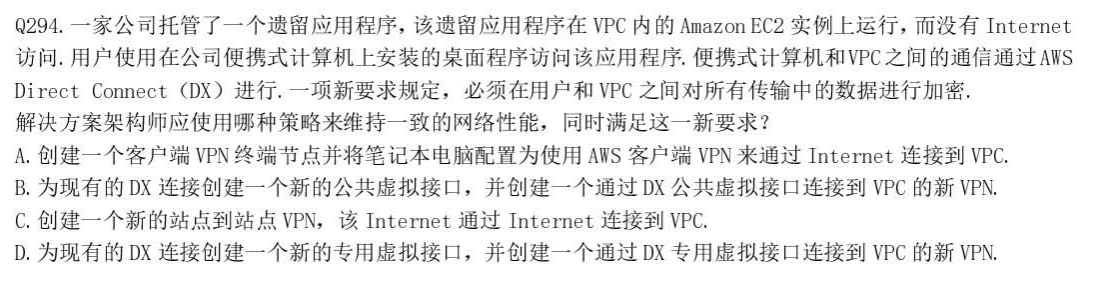 Q294.一家公司托管了一个遗留应用程序，该遗留应用程序在 VPC 内的 Amazon EC2 实例上运行，而没有 Internet
访问.用户使用在公司便携式计算机上安装的桌面程序访问该应用程序.便携式计算机和VPC之间的通信通过AWS
Direct Connect（DX）进行.一项新要求规定，必须在用户和 VPC 之间对所有传输中的数据进行加密.
解决方案架构师应使用哪种策略来维持一致的网络性能，同时满足这一新要求？
A.创建一个客户端 VPN 终端节点并将笔记本电脑配置为使用 AWS 客户端 VPN 来通过 Internet 连接到 VPC.
B.为现有的 DX 连接创建一个新的公共虚拟接口，并创建一个通过 DX 公共虚拟接口连接到 VPC 的新 VPN.
C.创建一个新的站点到站点 VPN，该 Internet 通过 Internet 连接到 VPC.
D.为现有的 DX 连接创建一个新的专用虚拟接口，并创建一个通过 DX 专用虚拟接口连接到 VPC 的新 VPN.